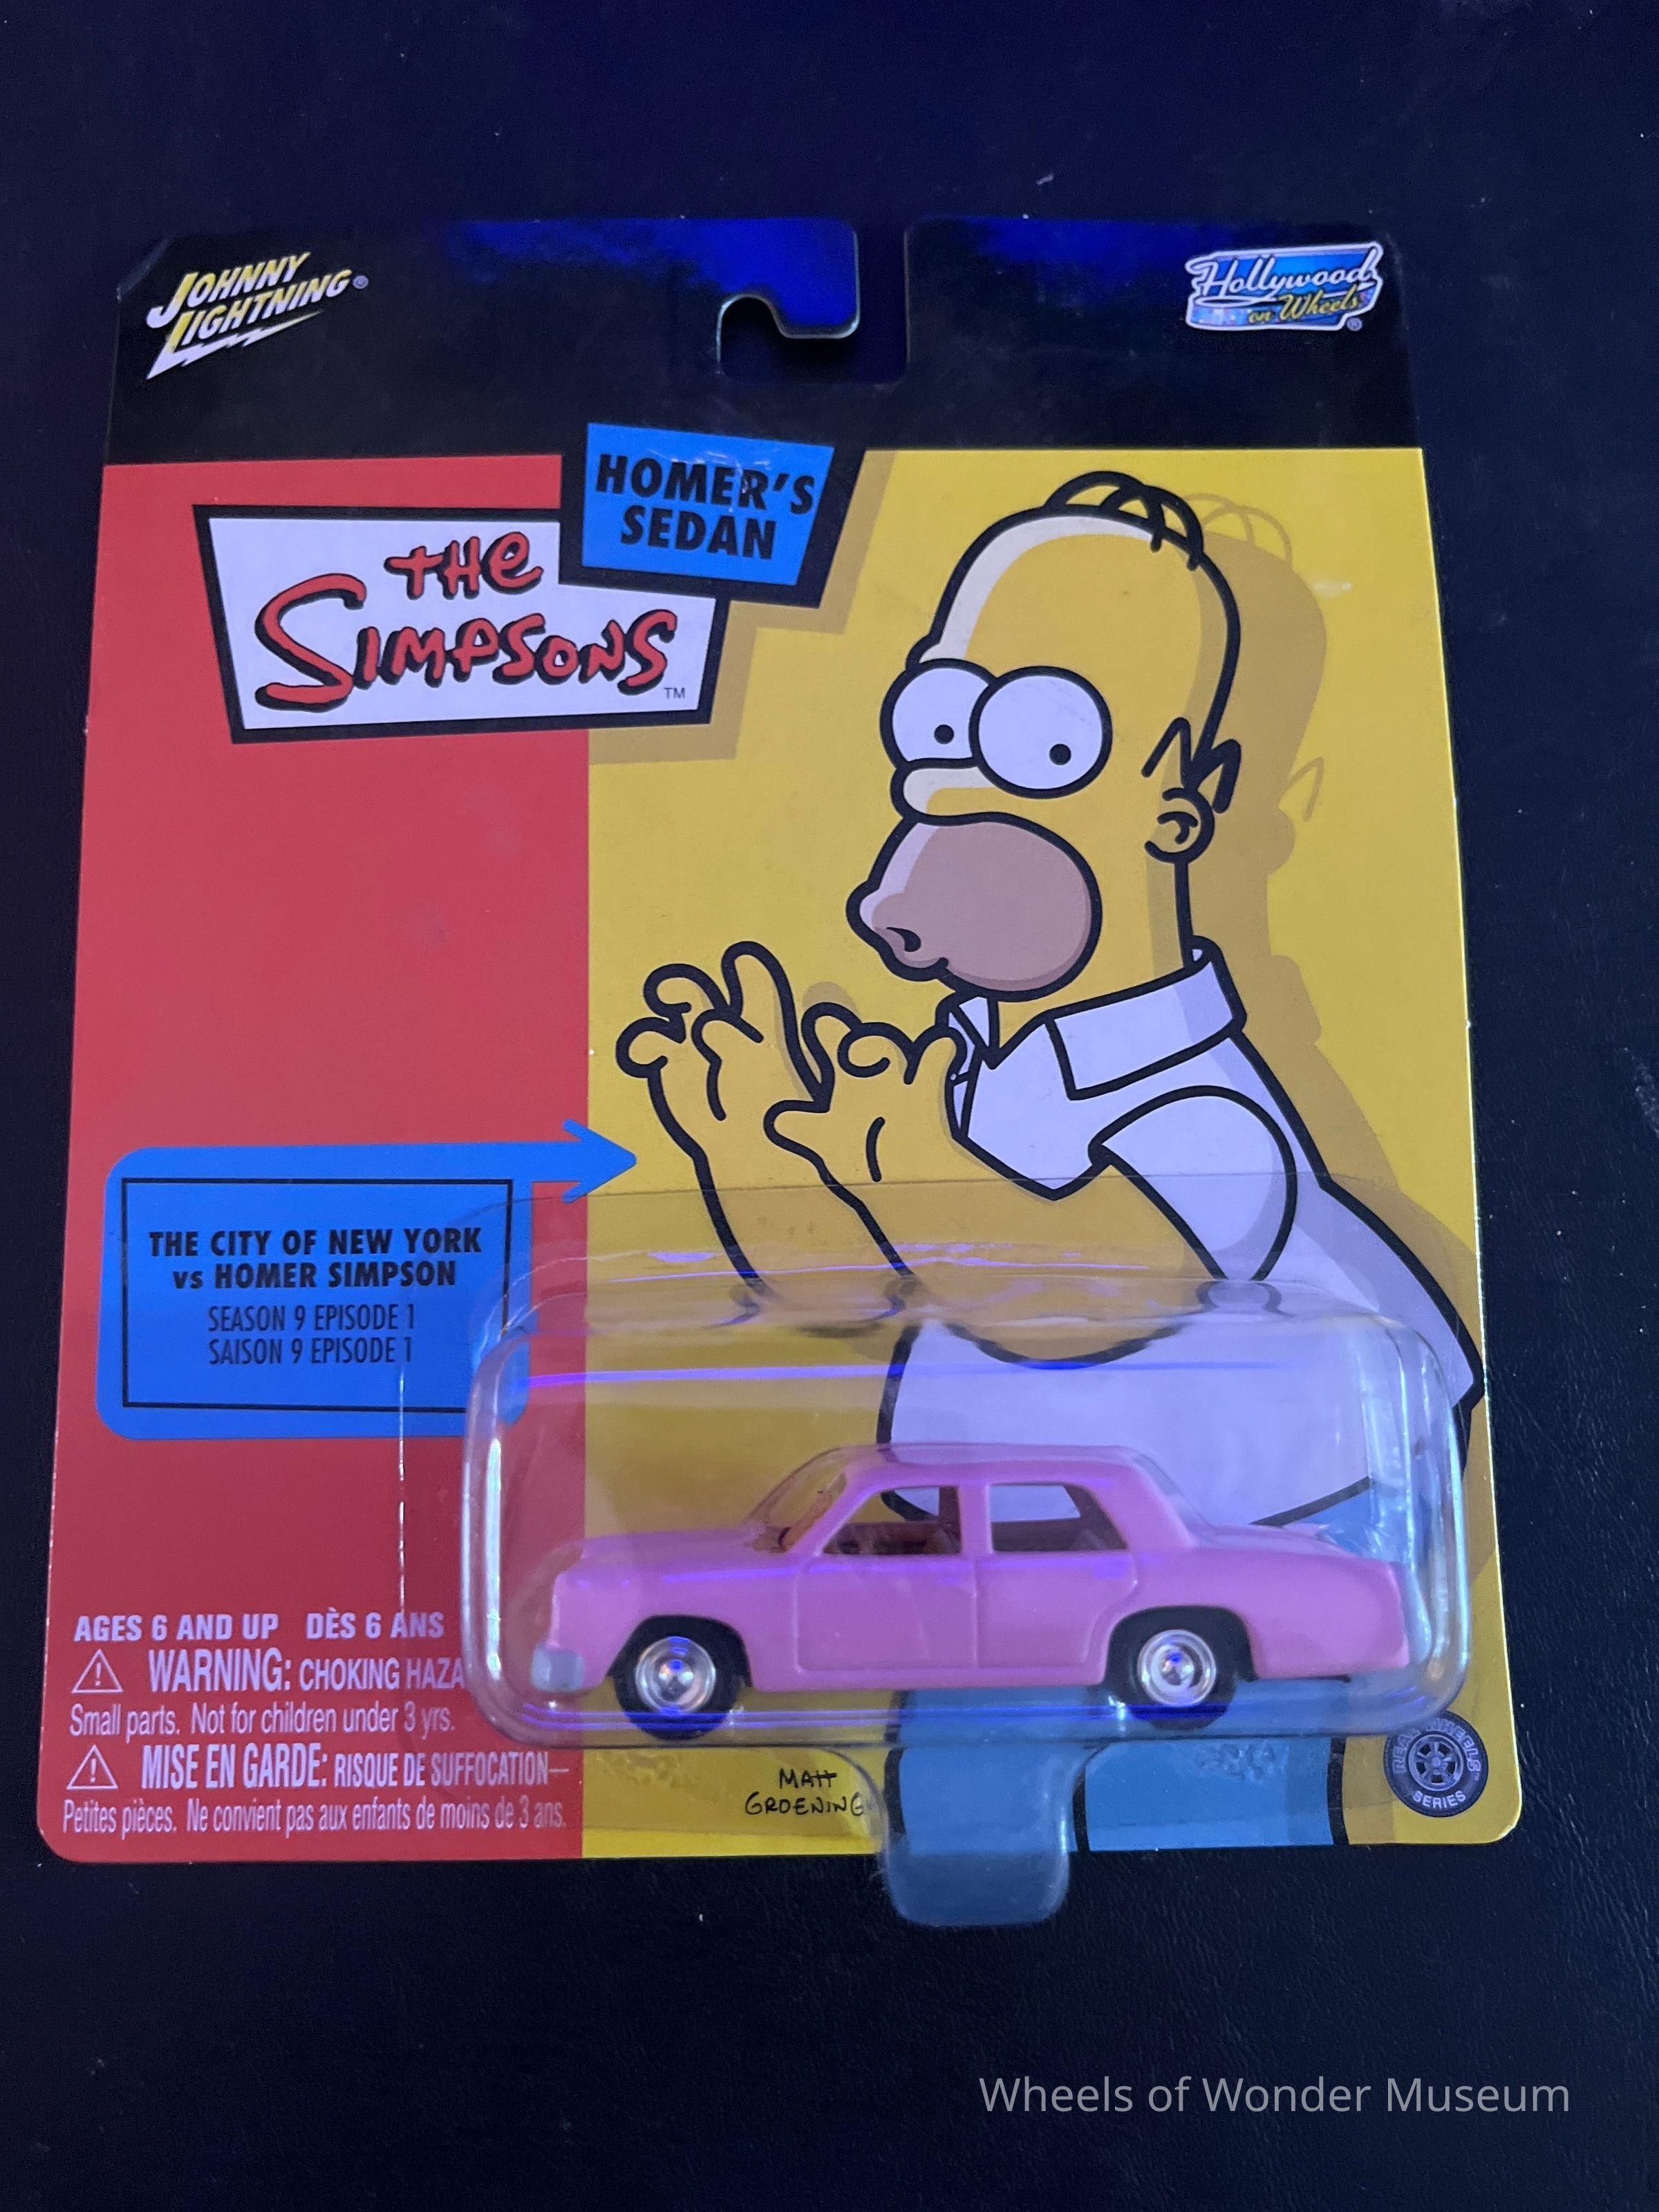 JOHNNY
LIGHTNING®
Hollywood
on Wheels®
HOMER'S
SEDAN
THE
SIMPSONS™
THE CITY OF NEW YORK
vs HOMER SIMPSON
SEASON 9 EPISODE 1
SAISON 9 EPISODE 1
AGES 6 AND UP DÈS 6 ANS
WARNING: CHOKING HAZA
Small parts. Not for children under 3 yrs.
MISE EN GARDE: RISQUE DE SUFFOCATION—
Petites pièces. Ne convient pas aux enfants de moins de 3 ans.
MATT
GROENING
REAL WHEELS™
SERIES
Wheels of Wonder Museum